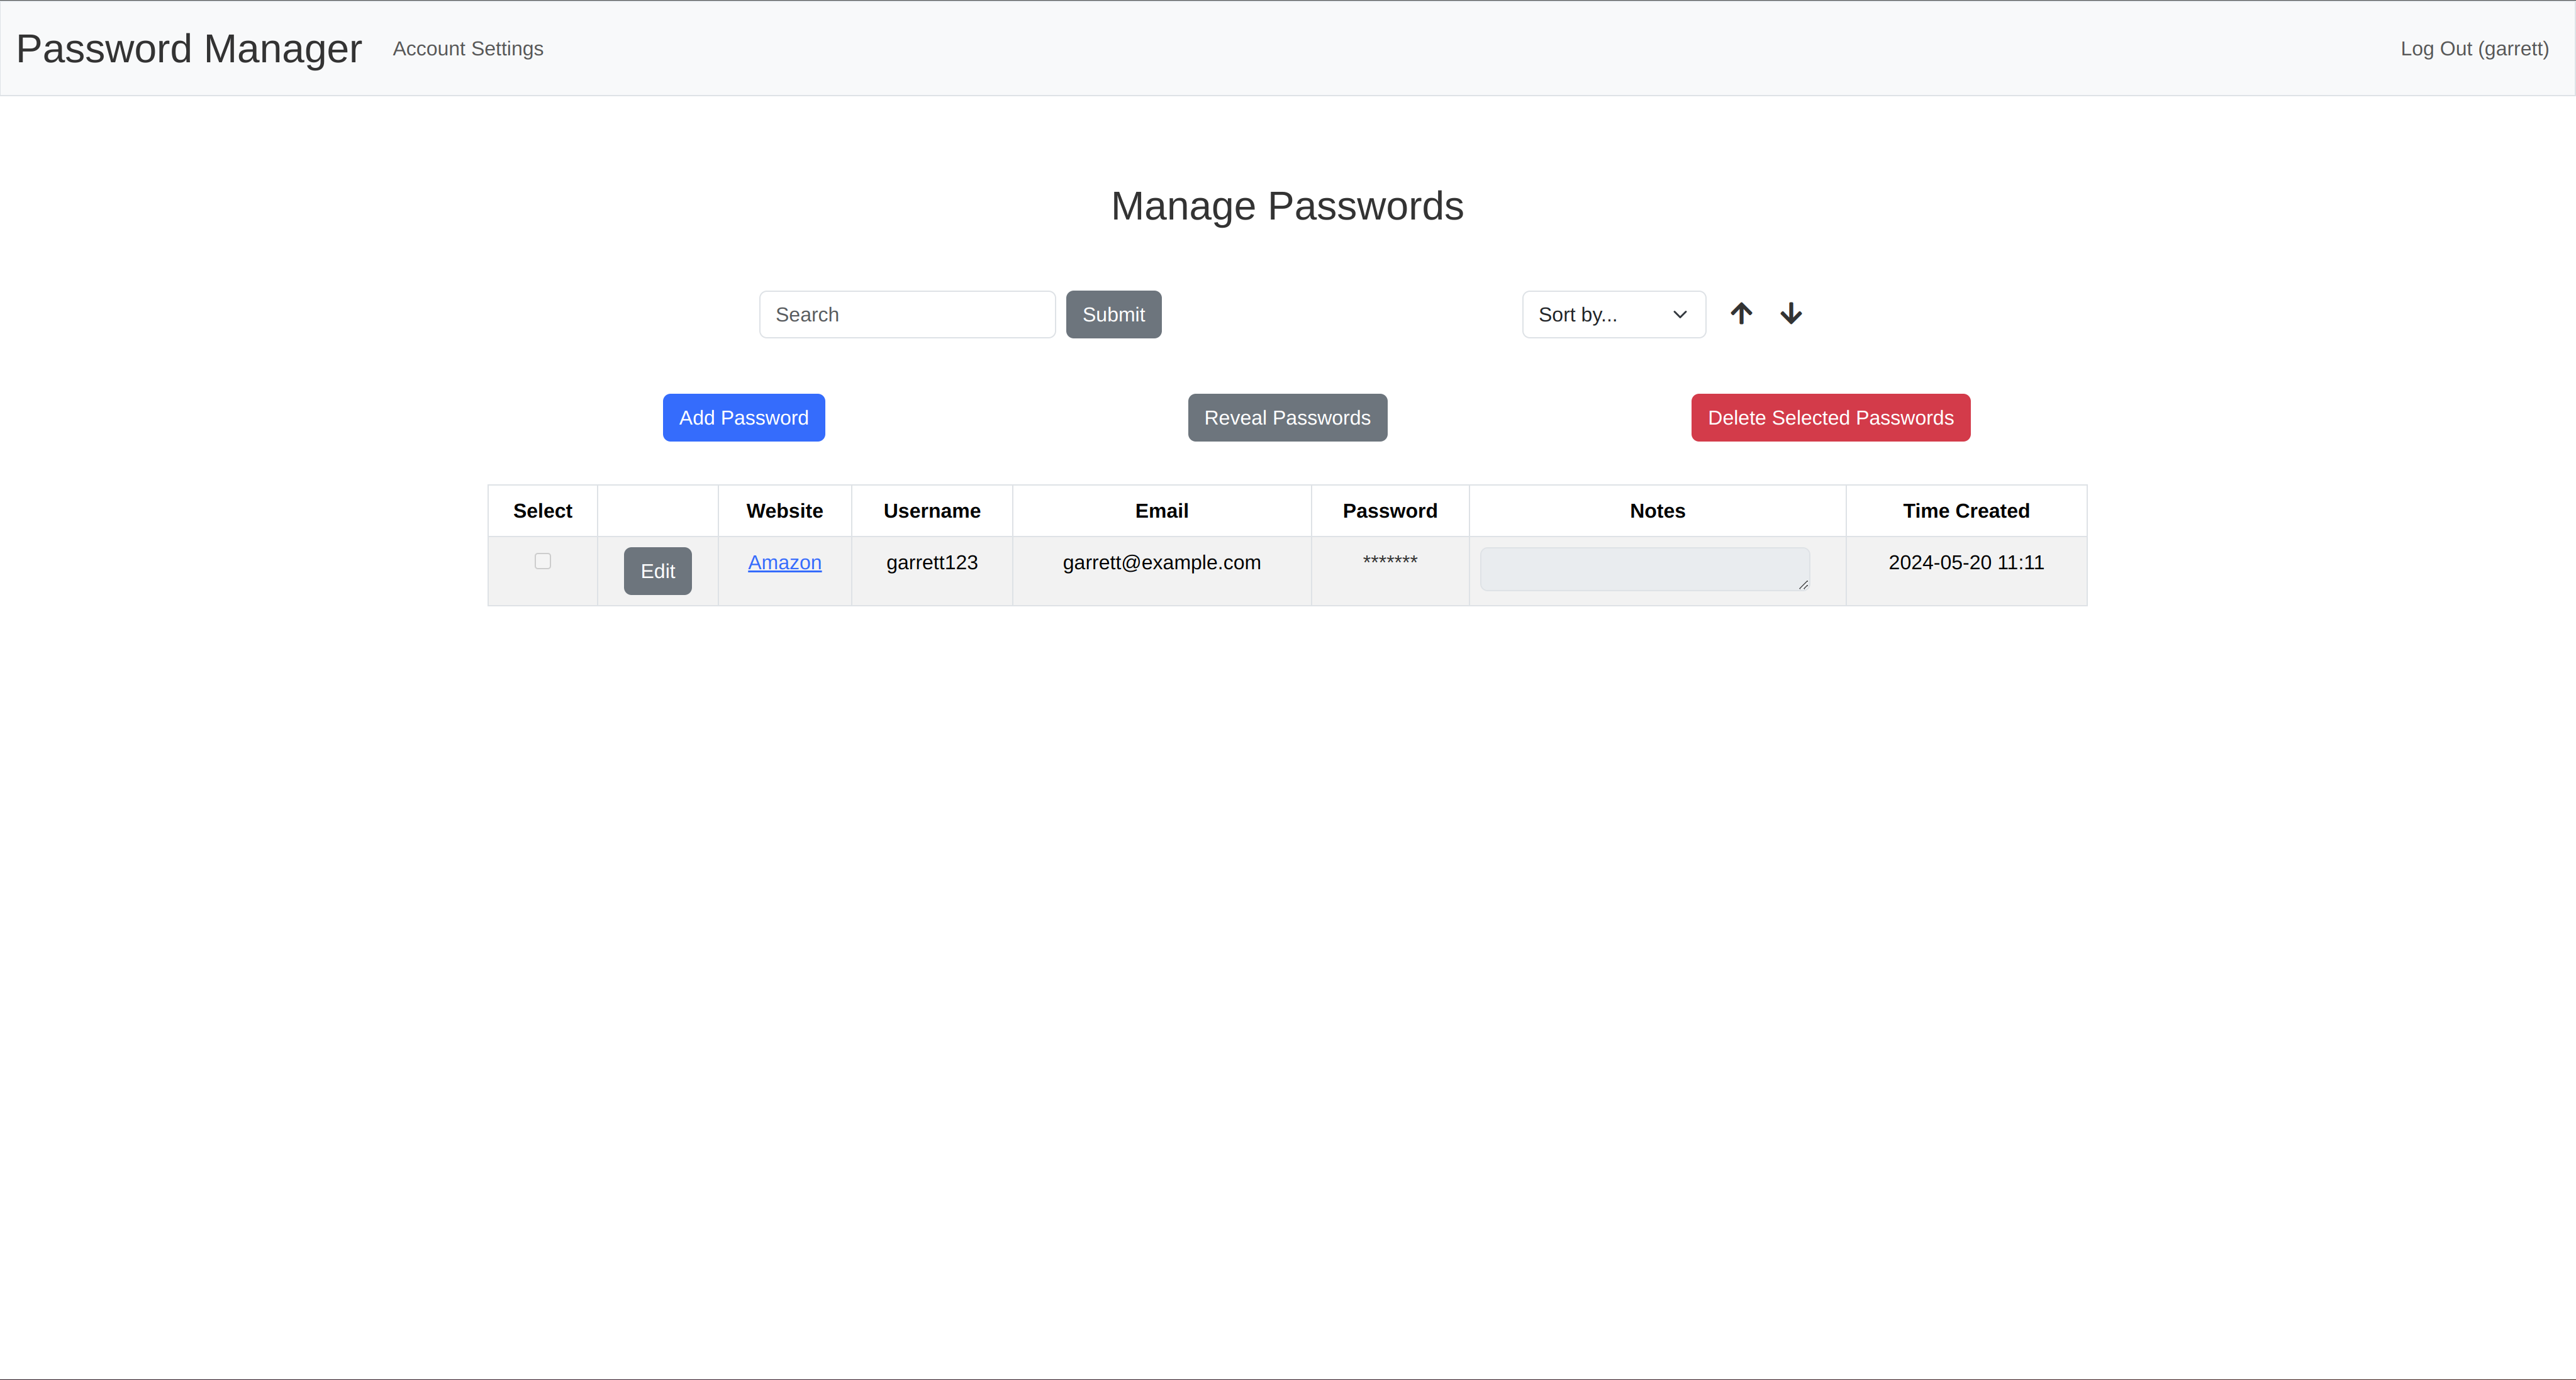 Password Manager Account Settings Log Out (garrett)
Manage Passwords
Search Submit Sort by...
Add Password Reveal Passwords Delete Selected Passwords
Select Website Username Email Password Notes Time Created
Edit Amazon garrett123 garrett@example.com ******* 2024-05-20 11:11